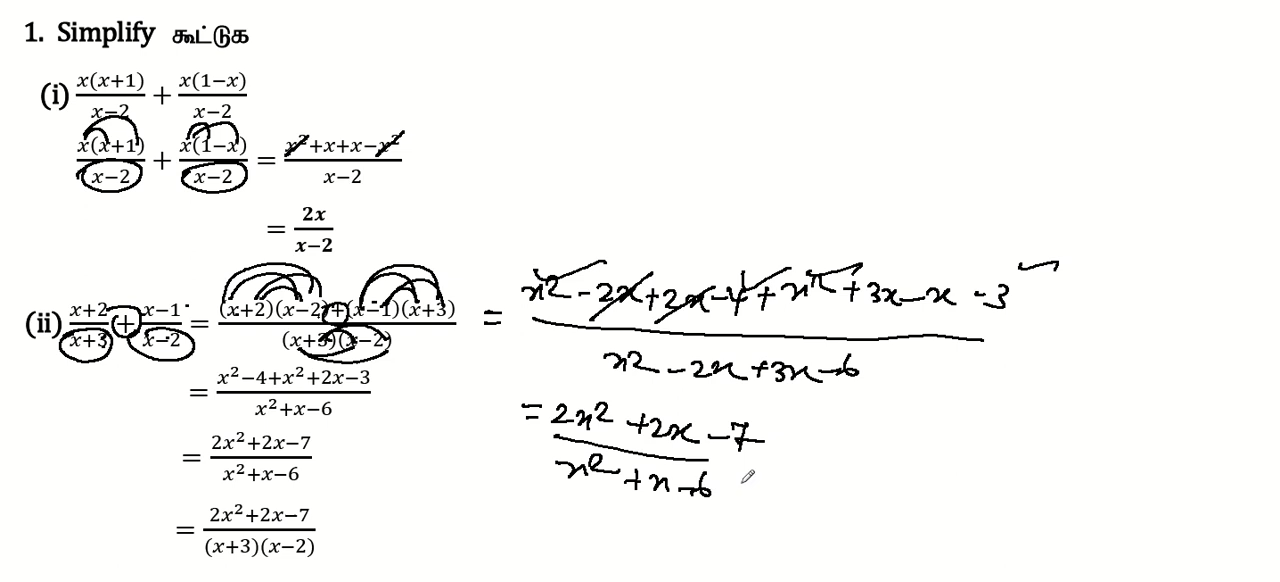 1. Simplify கூட்டுக
(i) x(x+1)/x−2 + x(1−x)/x−2
x(x+1)/x−2 + x(1−x)/x−2 = x²+x+x−x²/x−2
= 2x/x−2
(ii) x+2/x+3 + x−1/x−2 = (x+2)(x−2)+(x−1)(x+3)/(x+3)(x−2) = x²-2x+2x-4+x²+3x-x-3/x²-2x+3x-6
= x²−4+x²+2x−3/x²+x−6
= 2x²+2x-7/x²+x-6
= 2x²+2x−7/x²+x−6
= 2x²+2x−7/(x+3)(x−2)